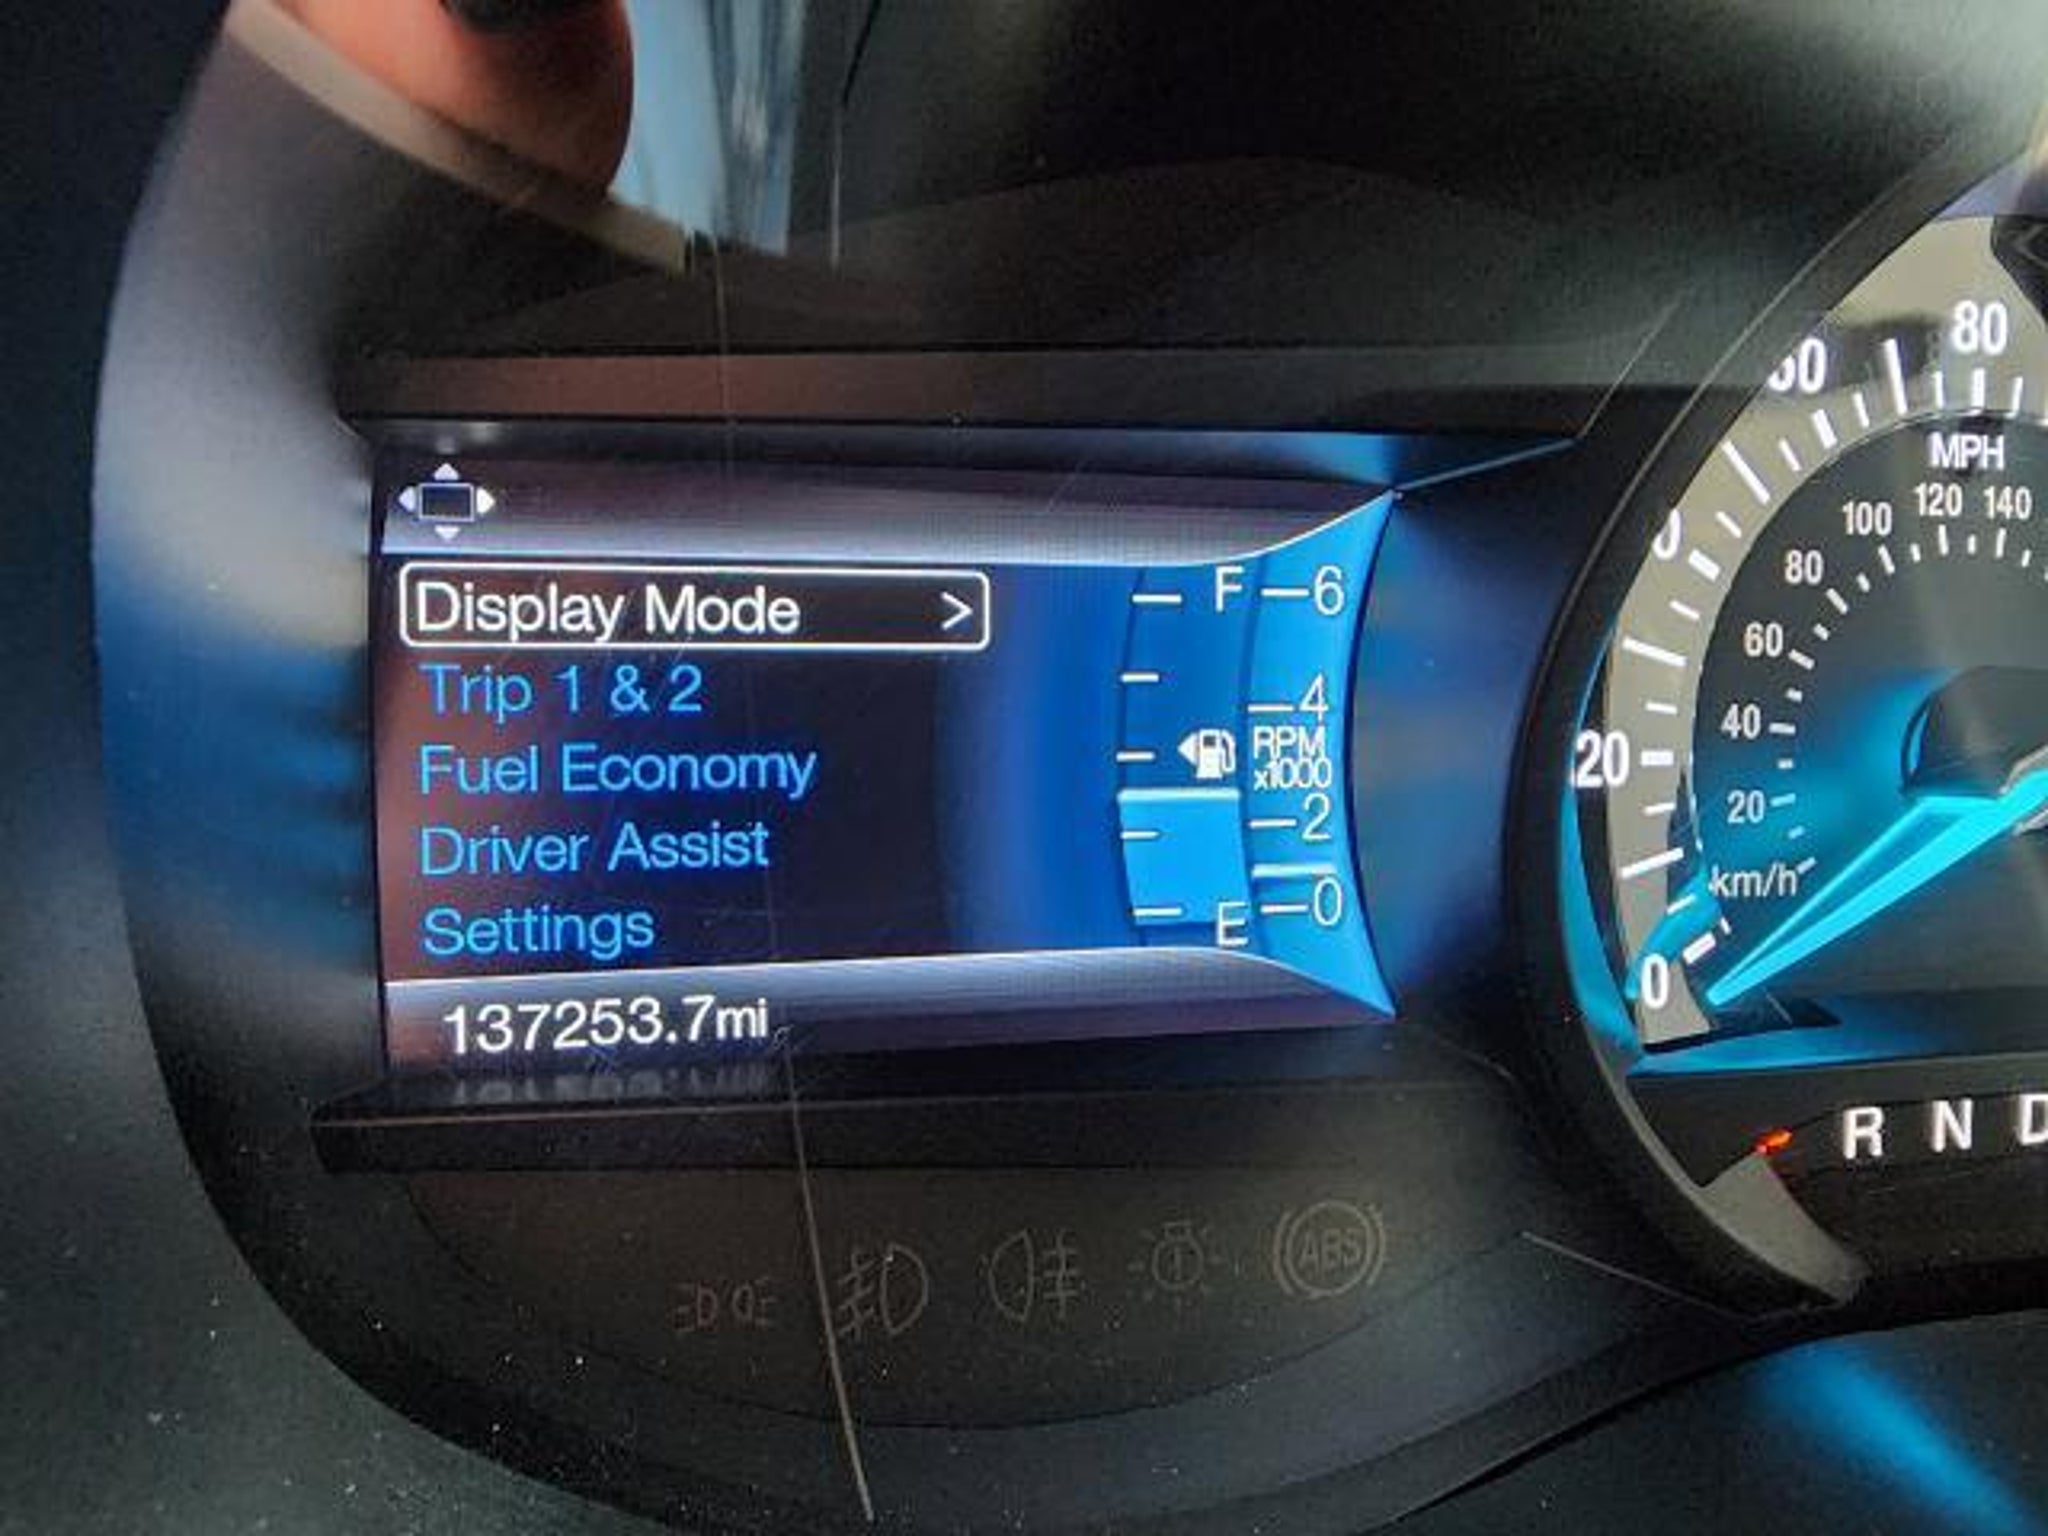 Display Mode >
Trip 1 & 2
Fuel Economy
Driver Assist
Settings
137253.7mi
F
E
6
4
RPM
x1000
2
0
80
20
0
MPH
140
120
100
80
60
40
20
km/h
R N D
ABS